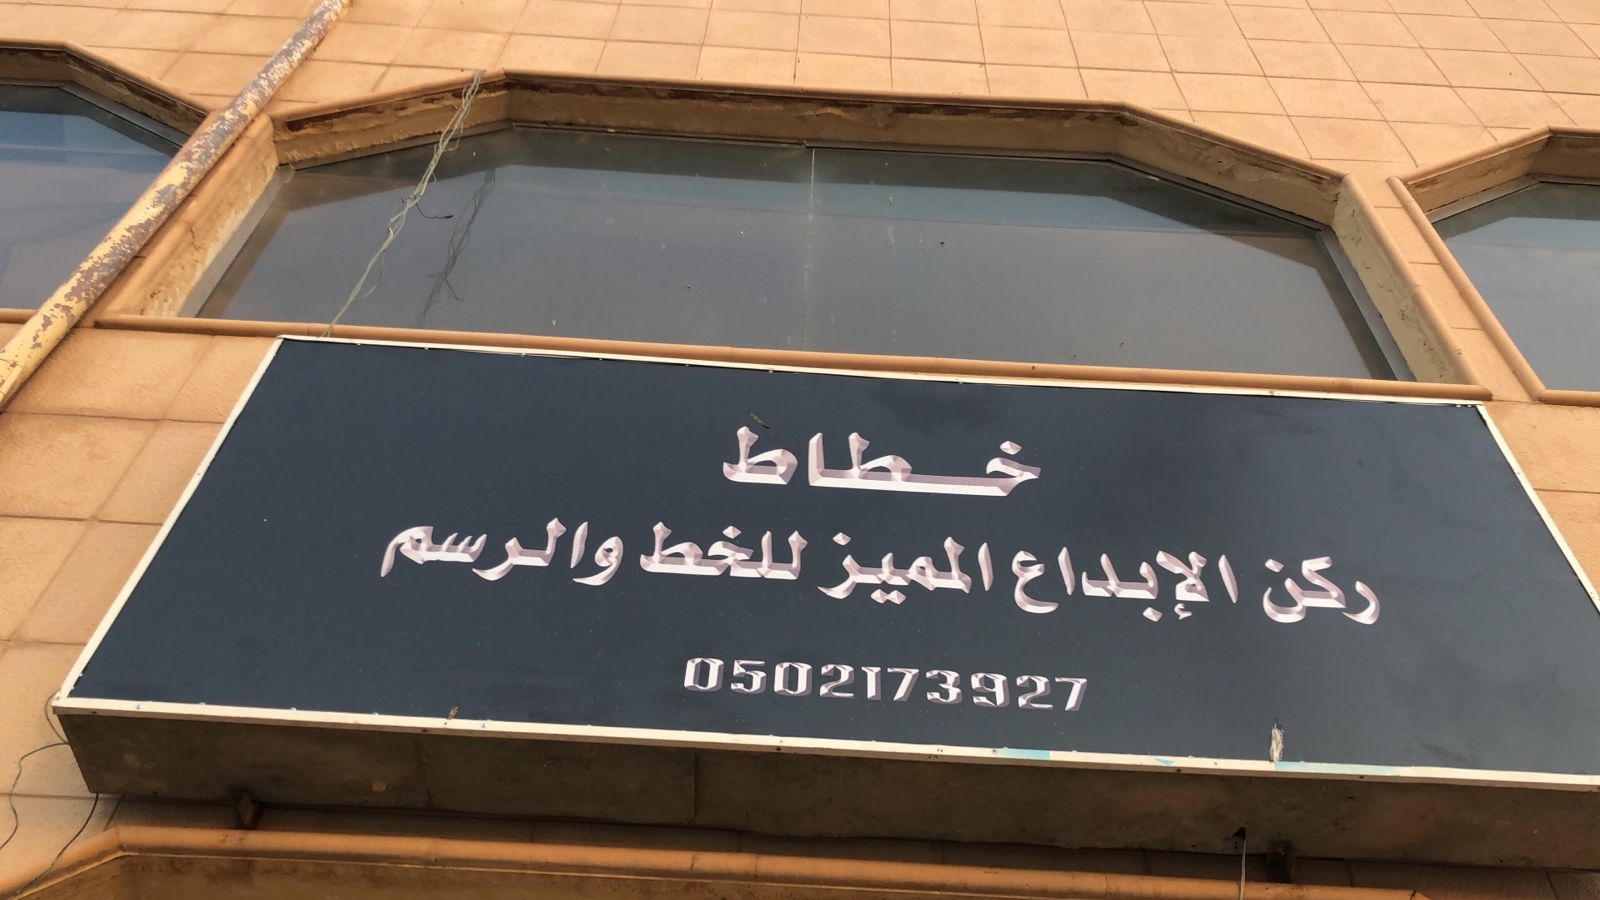 خطاط
ركن الإبداع المميز للخط والرسم
0502173927